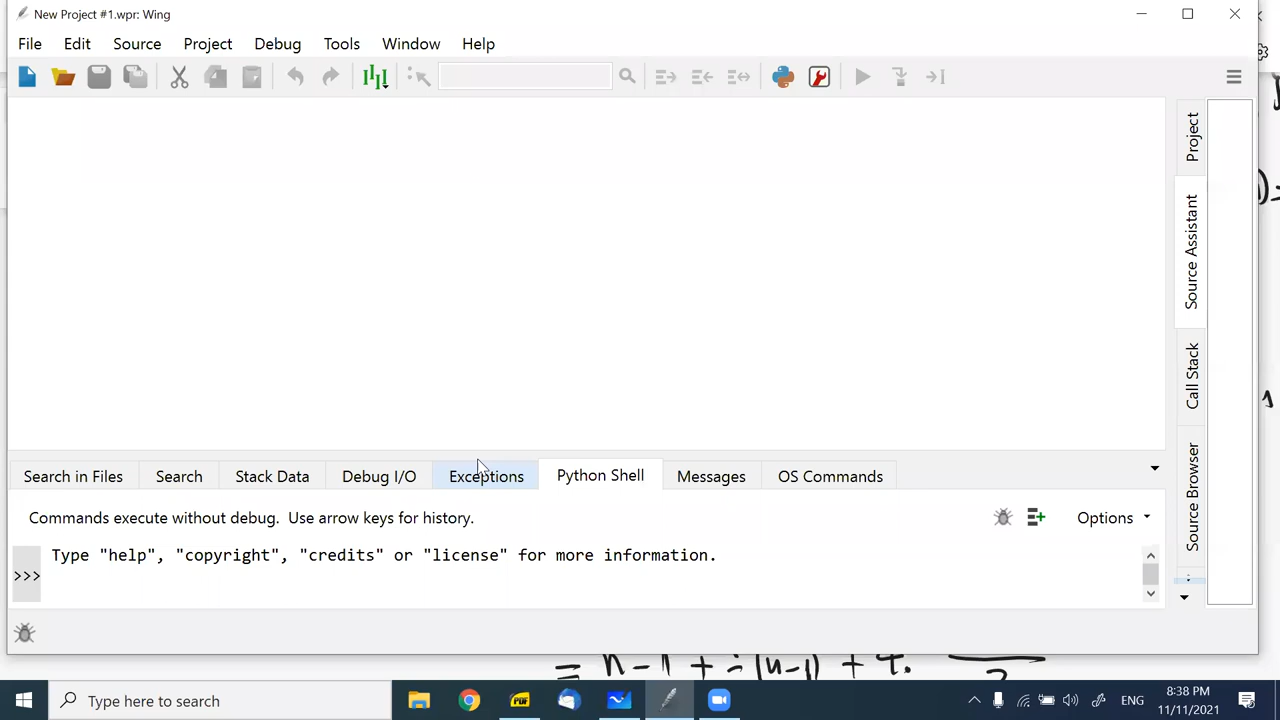 New Project #1.wpr: Wing
File Edit Source Project Debug Tools Window Help
Project
Source Assistant
Call Stack
Source Browser
Search in Files Search Stack Data Debug I/O Exceptions Python Shell Messages OS Commands
Commands execute without debug. Use arrow keys for history.
Options
Type "help", "copyright", "credits" or "license" for more information.
>>>
= n-1 +
Type here to search
PDF
ENG
8:38 PM
11/11/2021